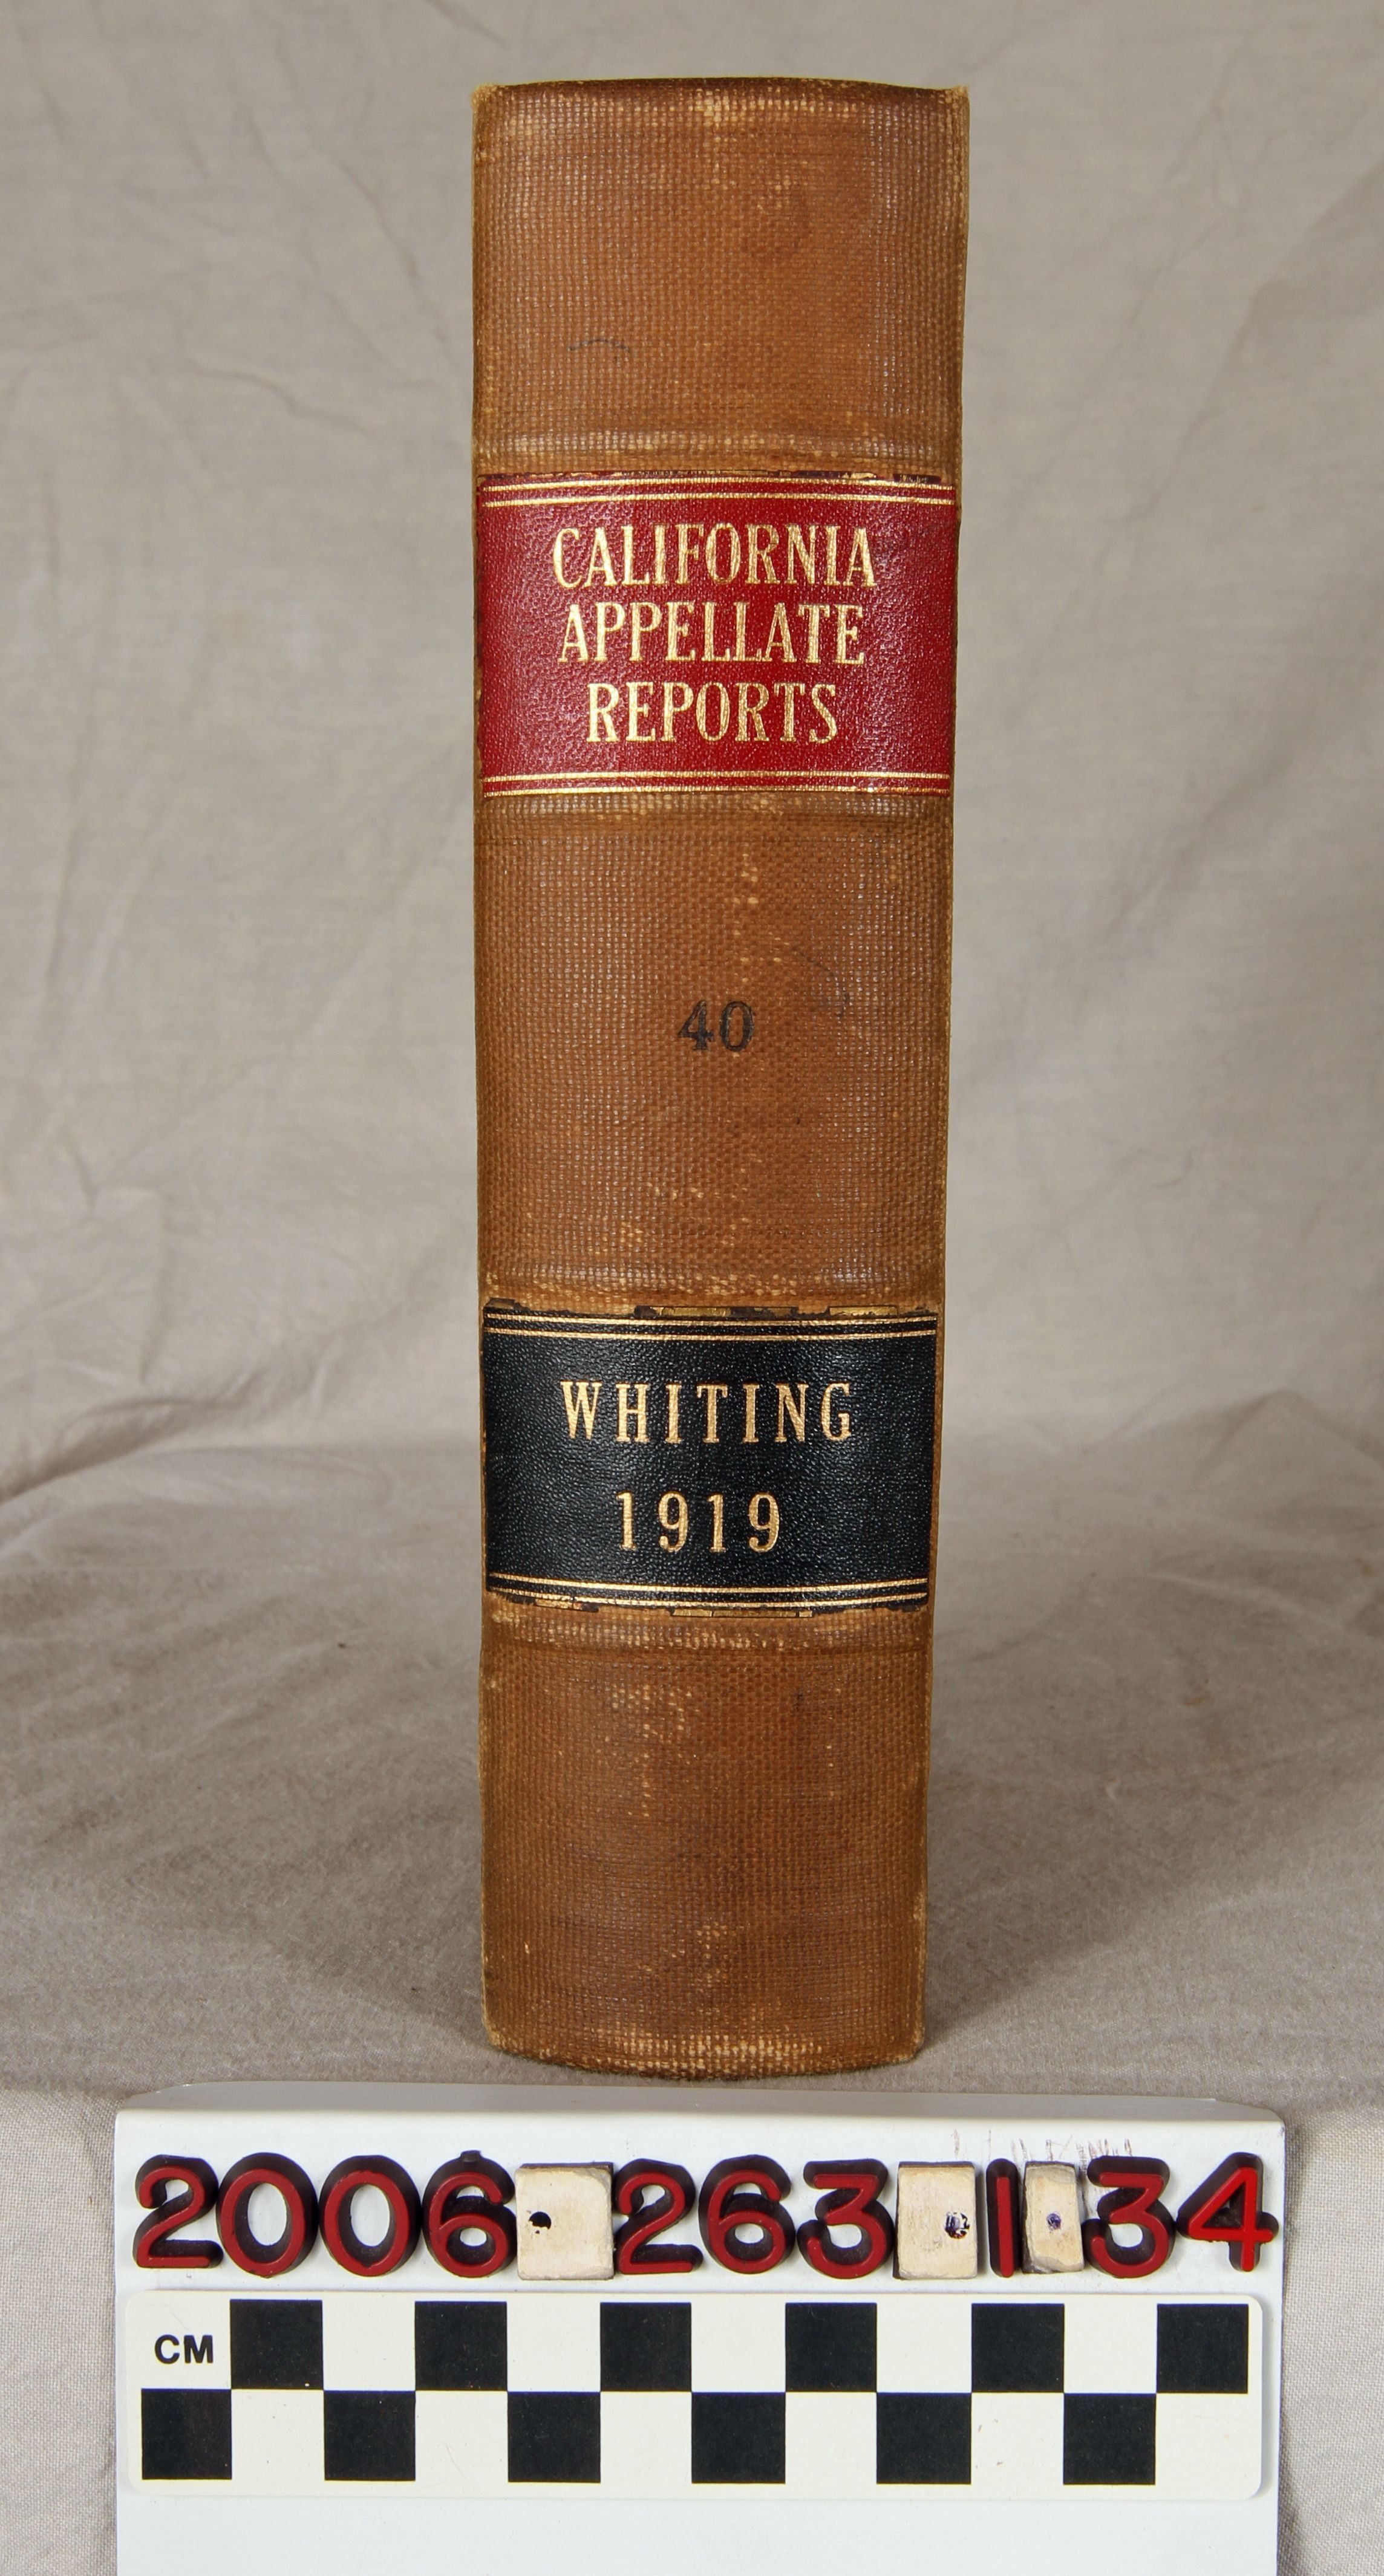 CALIFORNIA
APPELLATE
REPORTS
40
WHITING
1919
2006.263.1.34
CM